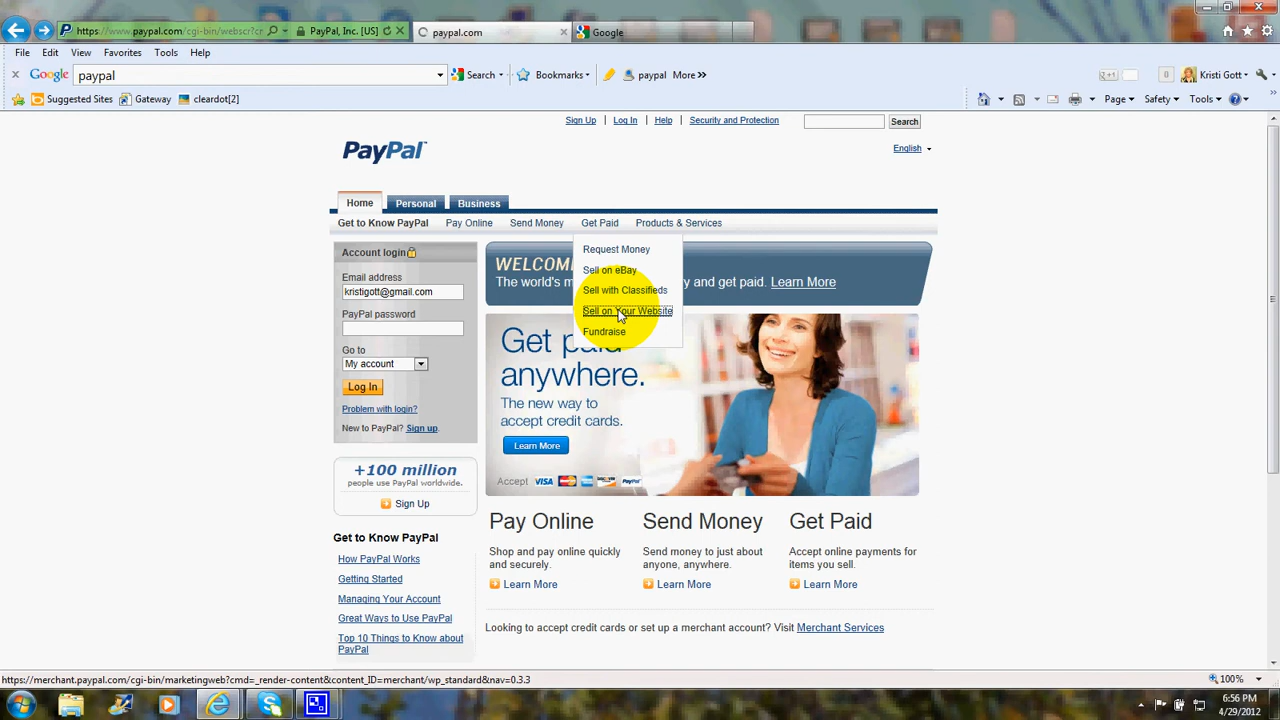 https://www.paypal.com/cgi-bin/webscr?cr
PayPal, Inc. [US]
paypal.com
Google
File Edit View Favorites Tools Help
Google paypal Search Bookmarks paypal More »
Kristi Gott
Suggested Sites Gateway cleardot[2]
Page Safety Tools
Sign Up | Log In | Help | Security and Protection Search
PayPal™
English
Home Personal Business
Get to Know PayPal Pay Online Send Money Get Paid Products & Services
Request Money
Sell on eBay
Sell with Classifieds
Sell on Your Website
Fundraise
Account login
Email address
kristigott@gmail.com
PayPal password
Go to
My account
Log In
Problem with login?
New to PayPal? Sign up.
WELCOM
The world's m y and get paid. Learn More
Get paid
anywhere.
The new way to
accept credit cards.
Learn More
Accept VISA PayPal
+100 million
people use PayPal worldwide.
Sign Up
Get to Know PayPal
How PayPal Works
Getting Started
Managing Your Account
Great Ways to Use PayPal
Top 10 Things to Know about
PayPal
Pay Online
Shop and pay online quickly
and securely.
Learn More
Send Money
Send money to just about
anyone, anywhere.
Learn More
Get Paid
Accept online payments for
items you sell.
Learn More
Looking to accept credit cards or set up a merchant account? Visit Merchant Services
https://merchant.paypal.com/cgi-bin/marketingweb?cmd=_render-content&content_ID=merchant/wp_standard&nav=0.3.3
100%
6:56 PM
4/29/2012